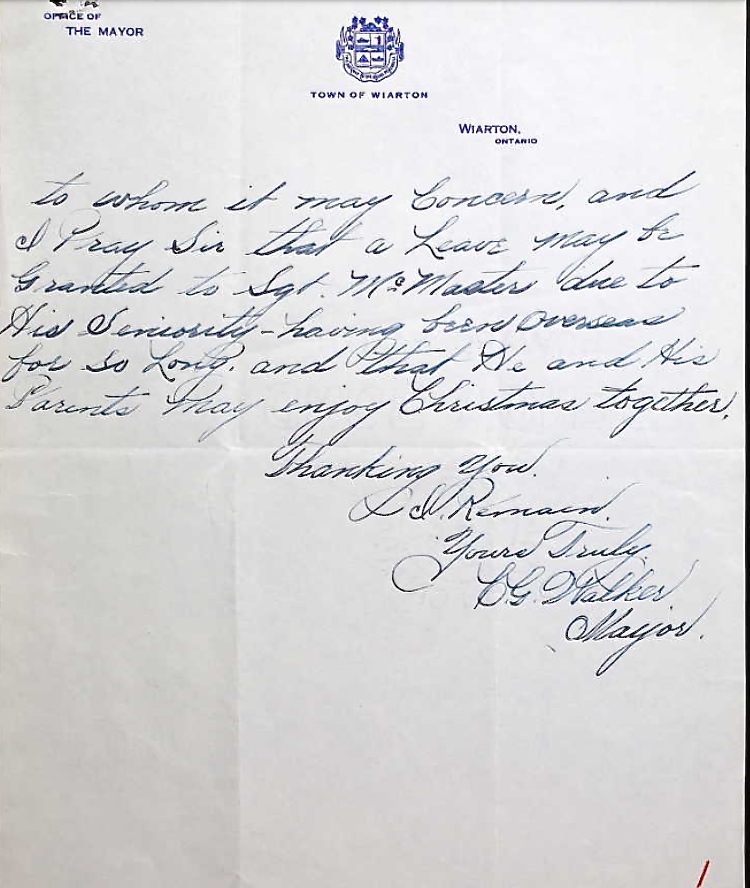 OFFICE OF
THE MAYOR
TOWN OF WIARTON
WIARTON,
ONTARIO
to whom it may Concern, and
I Pray Sir that a Leave may be
Granted to Sgt. McMaster due to
His Seniority - having been Overseas
for so Long. and that He and His
Parents may enjoy Christmas together.
Thanking You.
I. Remain.
Yours Truly
C.G. Walker
Mayor.